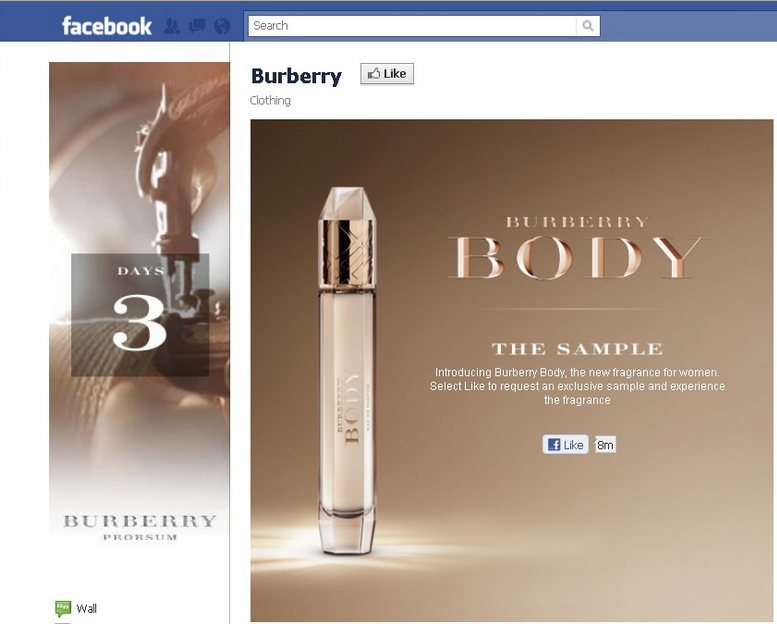 facebook
Search
Burberry
Like
Clothing
DAYS
3
BURBERRY
BODY
THE SAMPLE
Introducing Burberry Body, the new fragrance for women.
Select Like to request an exclusive sample and experience
the fragrance
Like
8m
BURBERRY
BODY
BURBERRY
PRORSUM
Wall